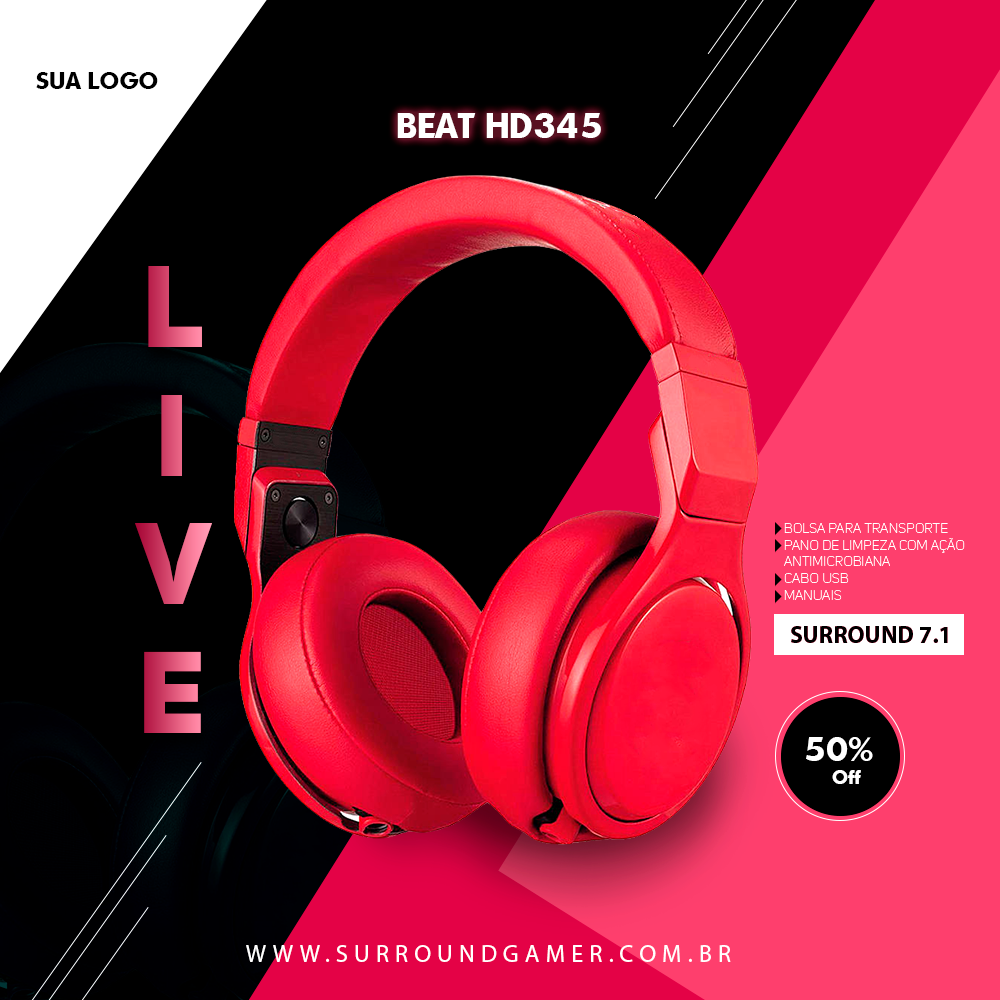 SUA LOGO
BEAT HD345
LIVE
BOLSA PARA TRANSPORTE
PANO DE LIMPEZA COM AÇÃO
ANTIMICROBIANA
CABO USB
MANUAIS
SURROUND 7.1
50%
Off
WWW.SURROUNDGAMER.COM.BR